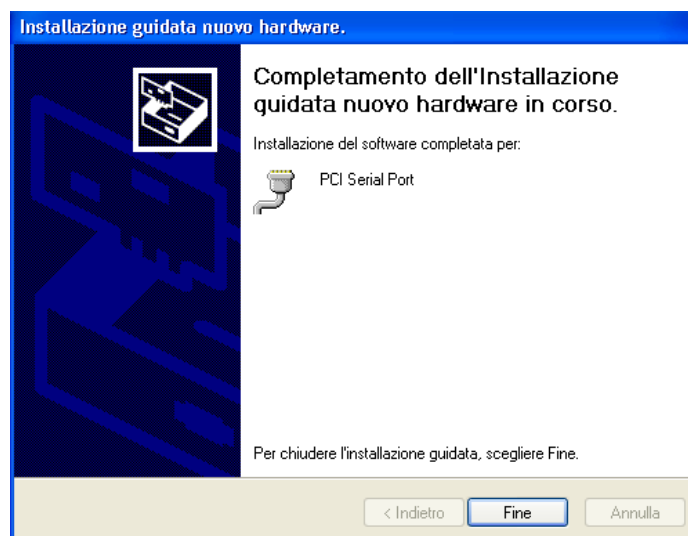 Installazione guidata nuovo hardware.
Completamento dell'Installazione
guidata nuovo hardware in corso.
Installazione del software completata per:
PCI Serial Port
Per chiudere l'installazione guidata, scegliere Fine.
< Indietro
Fine
Annulla